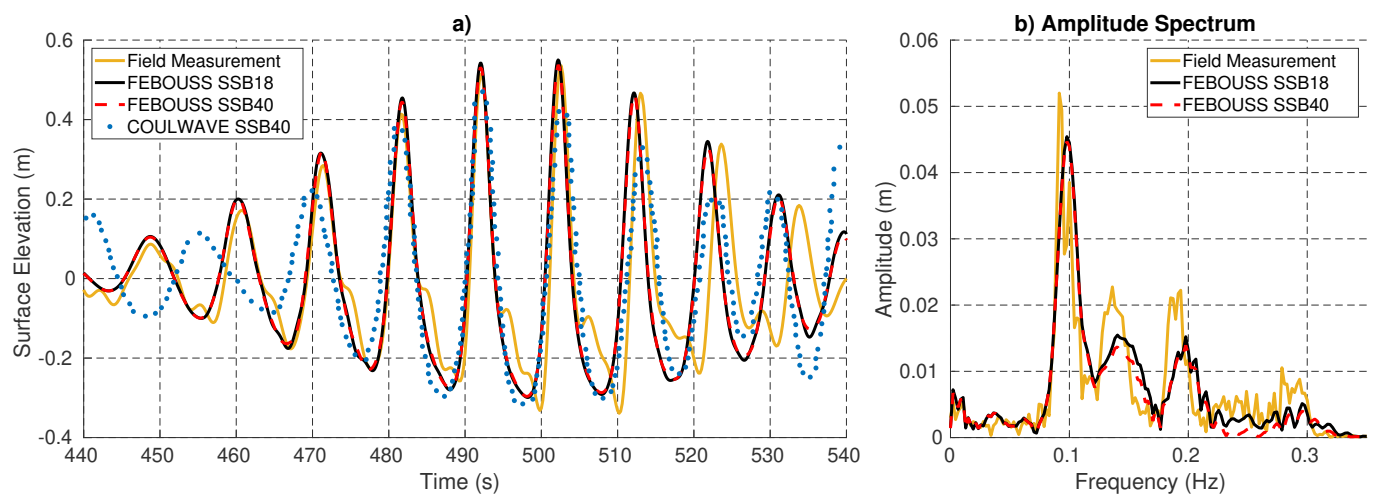 a)
Surface Elevation (m)
0.6
0.4
0.2
0
-0.2
-0.4
Field Measurement
FEBOUSS SSB18
FEBOUSS SSB40
COULWAVE SSB40
440 450 460 470 480 490 500 510 520 530 540
Time (s)
b) Amplitude Spectrum
Amplitude (m)
0.06
0.05
0.04
0.03
0.02
0.01
0
Field Measurement
FEBOUSS SSB18
FEBOUSS SSB40
0 0.1 0.2 0.3
Frequency (Hz)